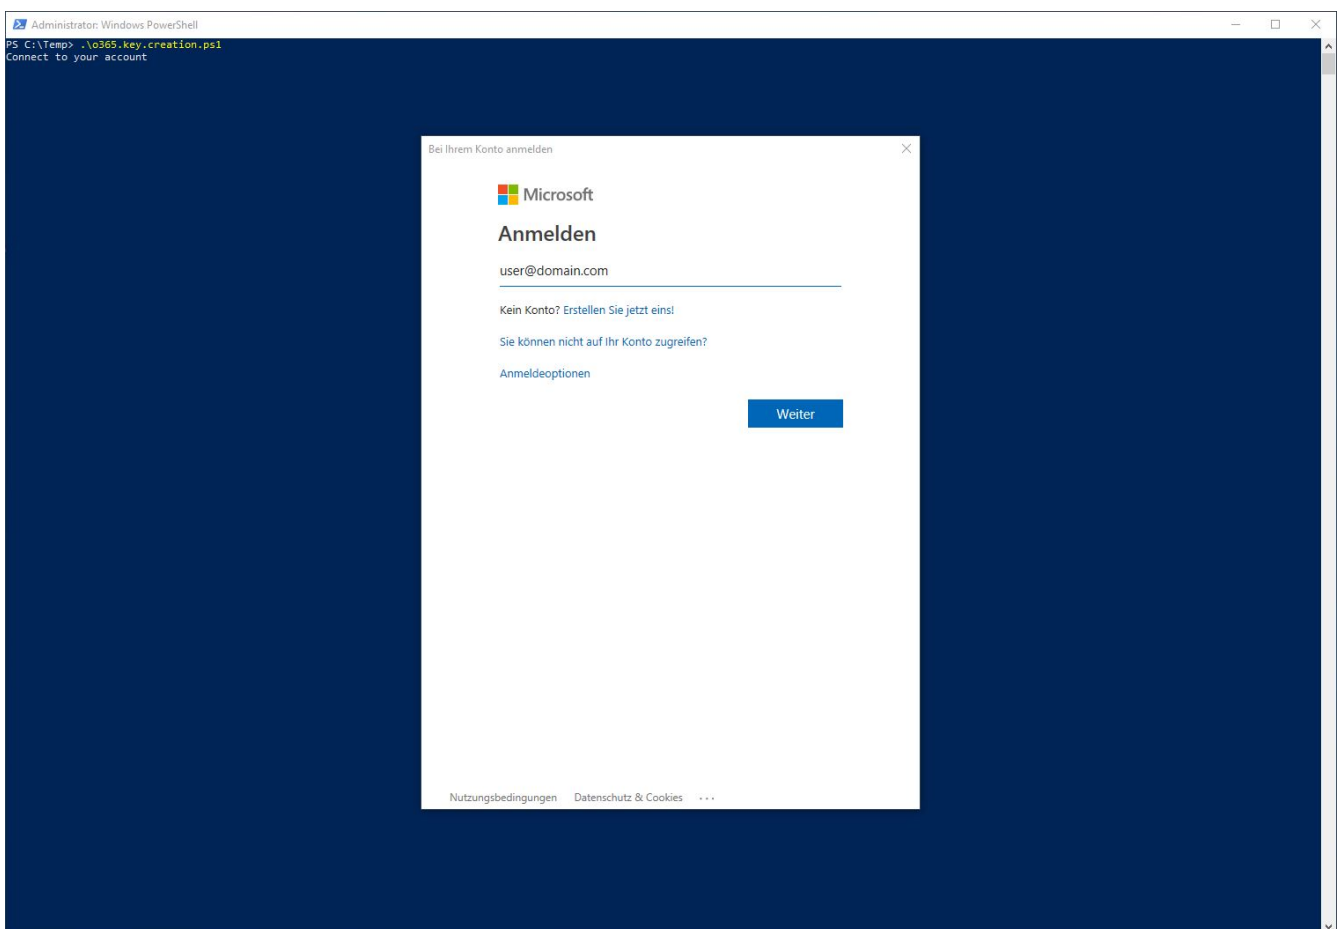 Administrator: Windows PowerShell
PS C:\Temp> .\o365.key.creation.ps1
Connect to your account
Bei Ihrem Konto anmelden
Microsoft
Anmelden
user@domain.com
Kein Konto? Erstellen Sie jetzt eins!
Sie können nicht auf Ihr Konto zugreifen?
Anmeldeoptionen
Weiter
Nutzungsbedingungen Datenschutz & Cookies ...